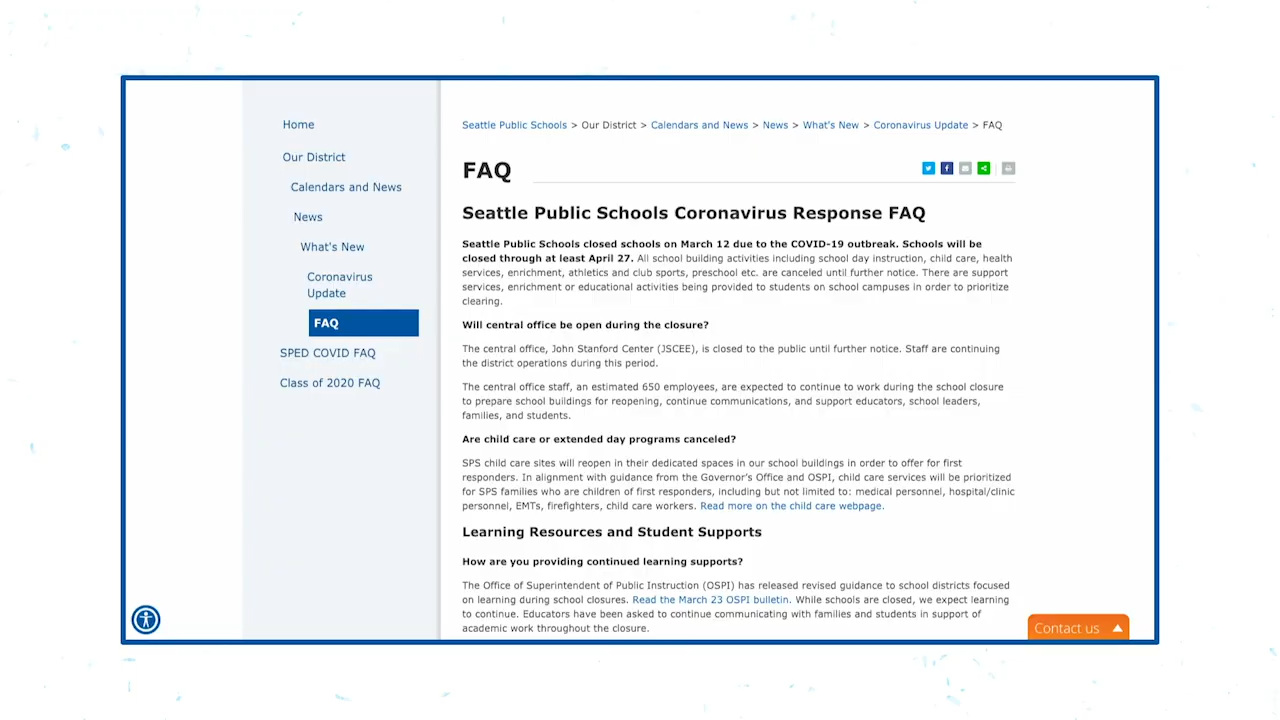 Home
Our District
Calendars and News
News
What's New
Coronavirus
Update
FAQ
SPED COVID FAQ
Class of 2020 FAQ
Seattle Public Schools > Our District > Calendars and News > News > What's New > Coronavirus Update > FAQ
FAQ
Seattle Public Schools Coronavirus Response FAQ
Seattle Public Schools closed schools on March 12 due to the COVID-19 outbreak. Schools will be
closed through at least April 27. All school building activities including school day instruction, child care, health
services, enrichment, athletics and club sports, preschool etc. are canceled until further notice. There are support
services, enrichment or educational activities being provided to students on school campuses in order to prioritize
clearing.
Will central office be open during the closure?
The central office, John Stanford Center (JSCEE), is closed to the public until further notice. Staff are continuing
the district operations during this period.
The central office staff, an estimated 650 employees, are expected to continue to work during the school closure
to prepare school buildings for reopening, continue communications, and support educators, school leaders,
families, and students.
Are child care or extended day programs canceled?
SPS child care sites will reopen in their dedicated spaces in our school buildings in order to offer for first
responders. In alignment with guidance from the Governor's Office and OSPI, child care services will be prioritized
for SPS families who are children of first responders, including but not limited to: medical personnel, hospital/clinic
personnel, EMTs, firefighters, child care workers. Read more on the child care webpage.
Learning Resources and Student Supports
How are you providing continued learning supports?
The Office of Superintendent of Public Instruction (OSPI) has released revised guidance to school districts focused
on learning during school closures. Read the March 23 OSPI bulletin. While schools are closed, we expect learning
to continue. Educators have been asked to continue communicating with families and students in support of
academic work throughout the closure.
Contact us